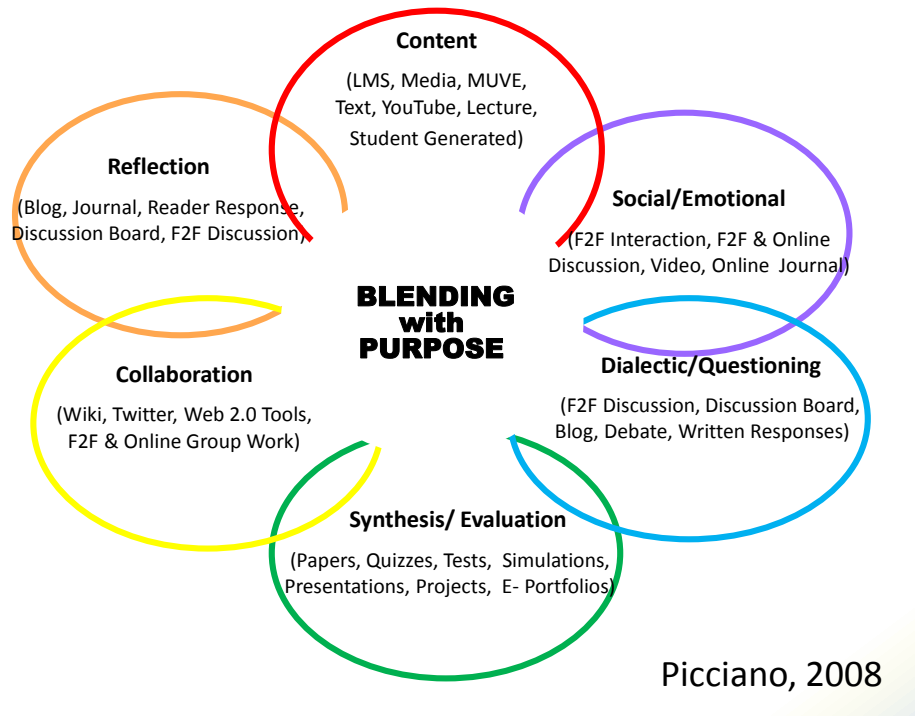 Content
(LMS, Media, MUVE,
Text, YouTube, Lecture,
Student Generated)
Reflection
(Blog, Journal, Reader Response,
Discussion Board, F2F Discussion)
Social/Emotional
(F2F Interaction, F2F & Online
Discussion, Video, Online Journal)
BLENDING
with
PURPOSE
Collaboration
(Wiki, Twitter, Web 2.0 Tools,
F2F & Online Group Work)
Dialectic/Questioning
(F2F Discussion, Discussion Board,
Blog, Debate, Written Responses)
Synthesis/ Evaluation
(Papers, Quizzes, Tests, Simulations,
Presentations, Projects, E- Portfolios)
Picciano, 2008